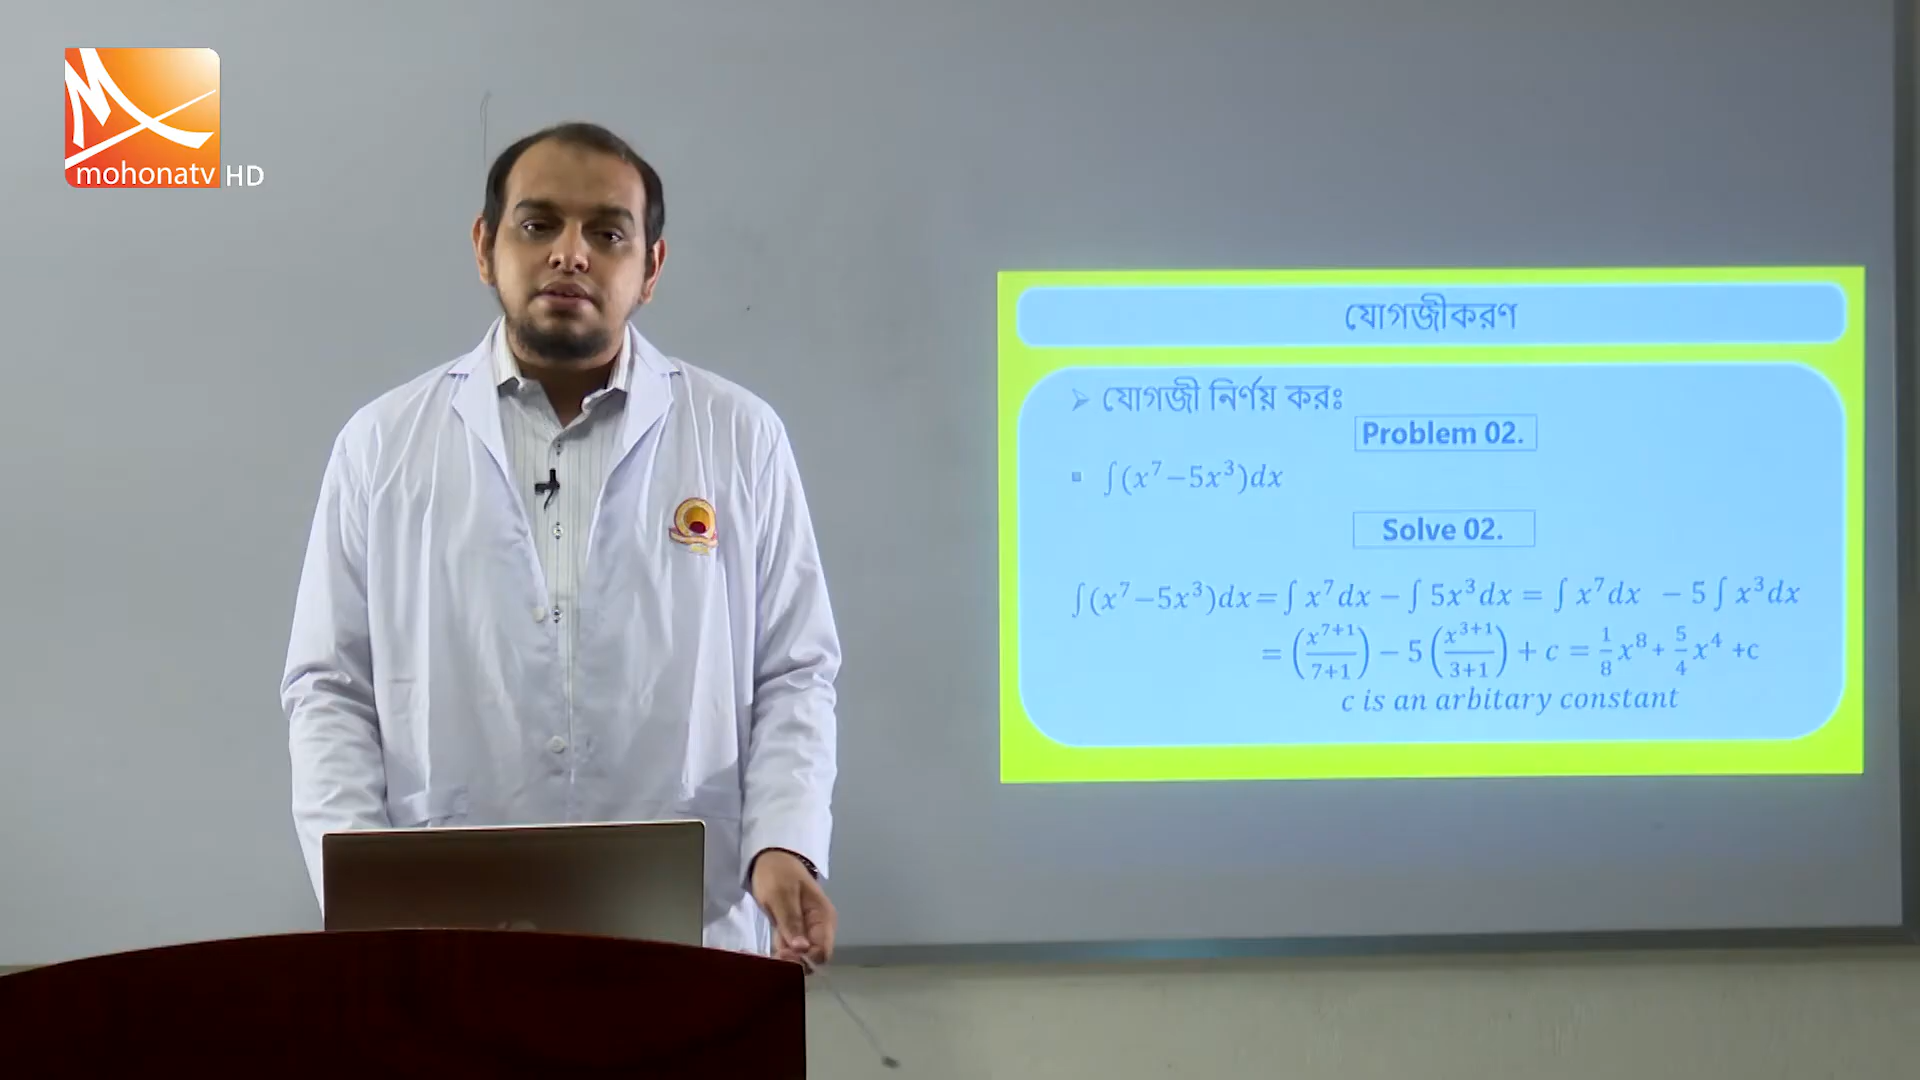 mohonatv HD
যোগজীকরণ
➢ যোগজী নির্ণয় করঃ
Problem 02.
▪ ∫(x⁷−5x³)dx
Solve 02.
∫(x⁷−5x³)dx=∫ x⁷dx − ∫ 5x³dx = ∫ x⁷dx − 5 ∫ x³dx
= (x⁷⁺¹/7+1) − 5 (x³⁺¹/3+1) + c = 1/8 x⁸+ 5/4 x⁴ +c
c is an arbitary constant